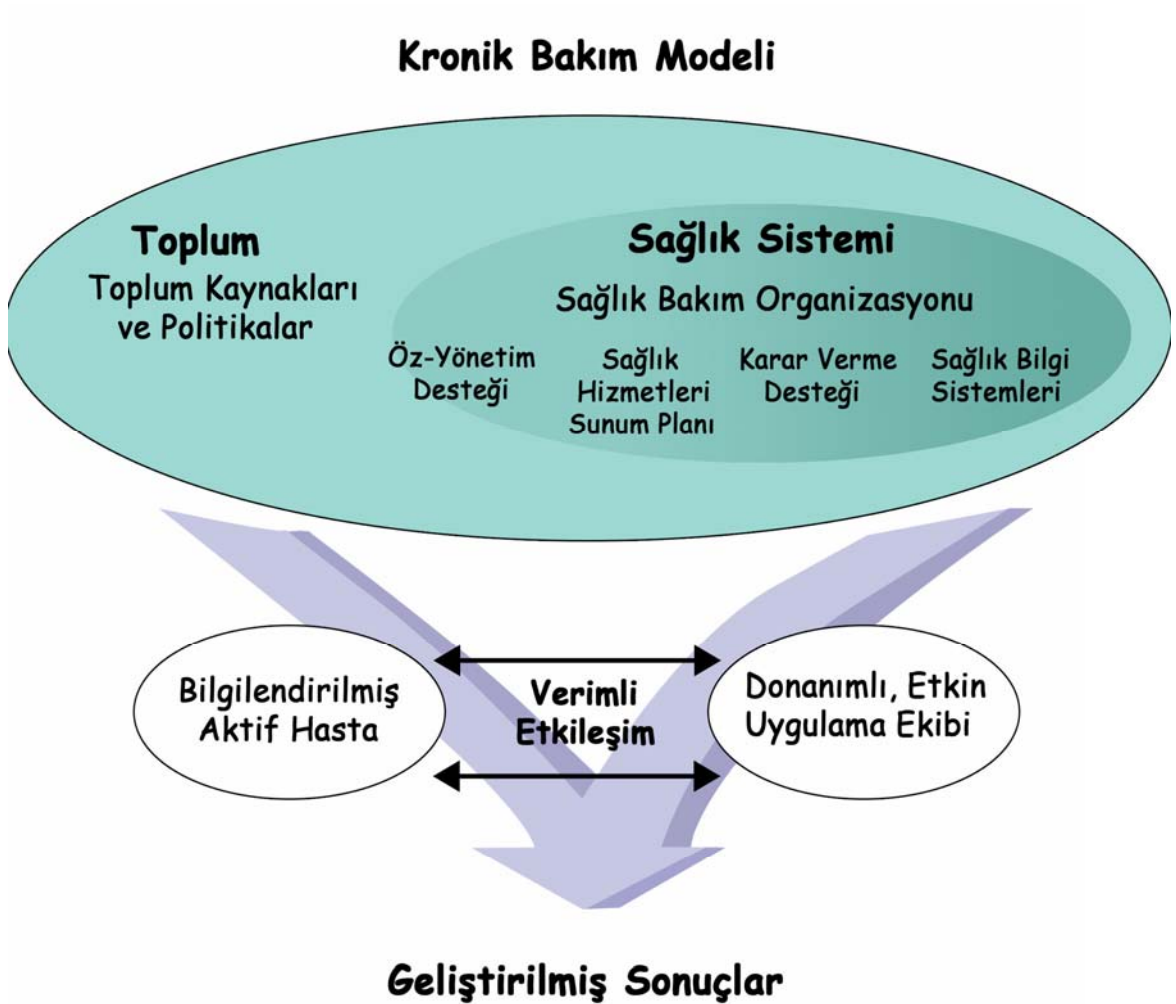 Kronik Bakım Modeli
Toplum
Toplum Kaynakları
ve Politikalar
Sağlık Sistemi
Sağlık Bakım Organizasyonu
Öz-Yönetim
Desteği
Sağlık
Hizmetleri
Sunum Planı
Karar Verme
Desteği
Sağlık Bilgi
Sistemleri
Bilgilendirilmiş
Aktif Hasta
Verimli
Etkileşim
Donanımlı, Etkin
Uygulama Ekibi
Geliştirilmiş Sonuçlar